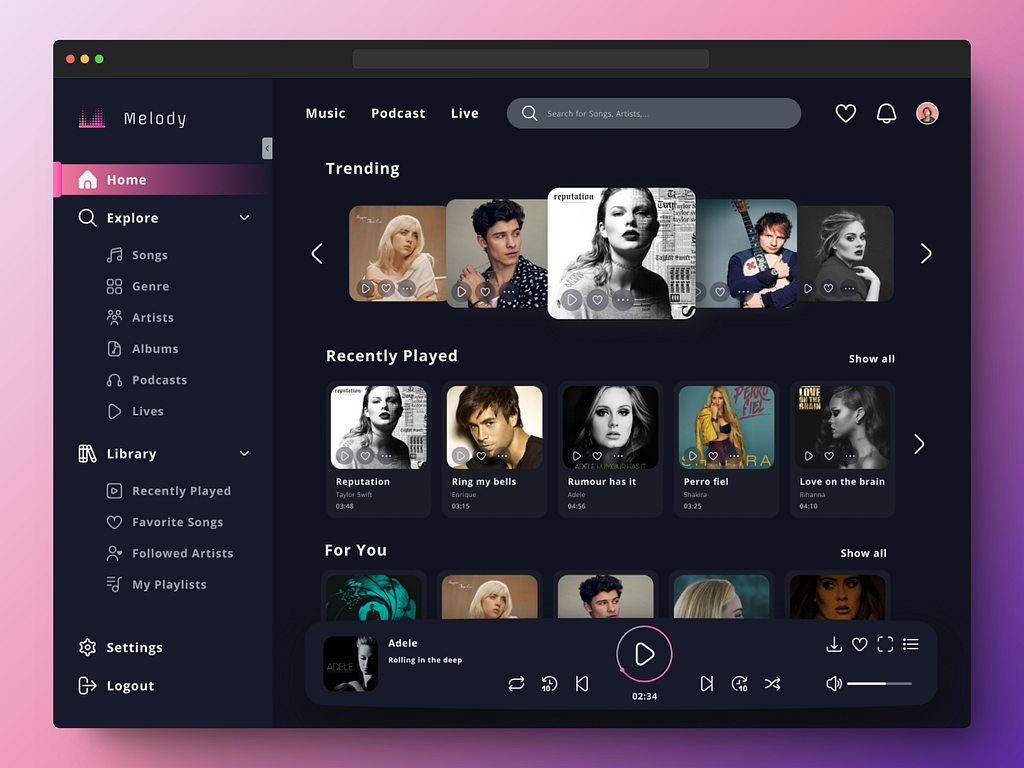 Melody
Music Podcast Live
Search for Songs, Artists,...
Home
Explore
Songs
Genre
Artists
Albums
Podcasts
Lives
Library
Recently Played
Favorite Songs
Followed Artists
My Playlists
Settings
Logout
Trending
reputation
Taylor Swift
Recently Played
Show all
reputation
PERRO FIEL
LOVE ON THE BRAIN
ADELE RUMOUR HAS IT
Reputation
Taylor Swift
03:48
Ring my bells
Enrique
03:15
Rumour has it
Adele
04:56
Perro fiel
Shakira
03:25
Love on the brain
Rihanna
04:10
For You
Show all
ADELE
Adele
Rolling in the deep
10
02:34
10